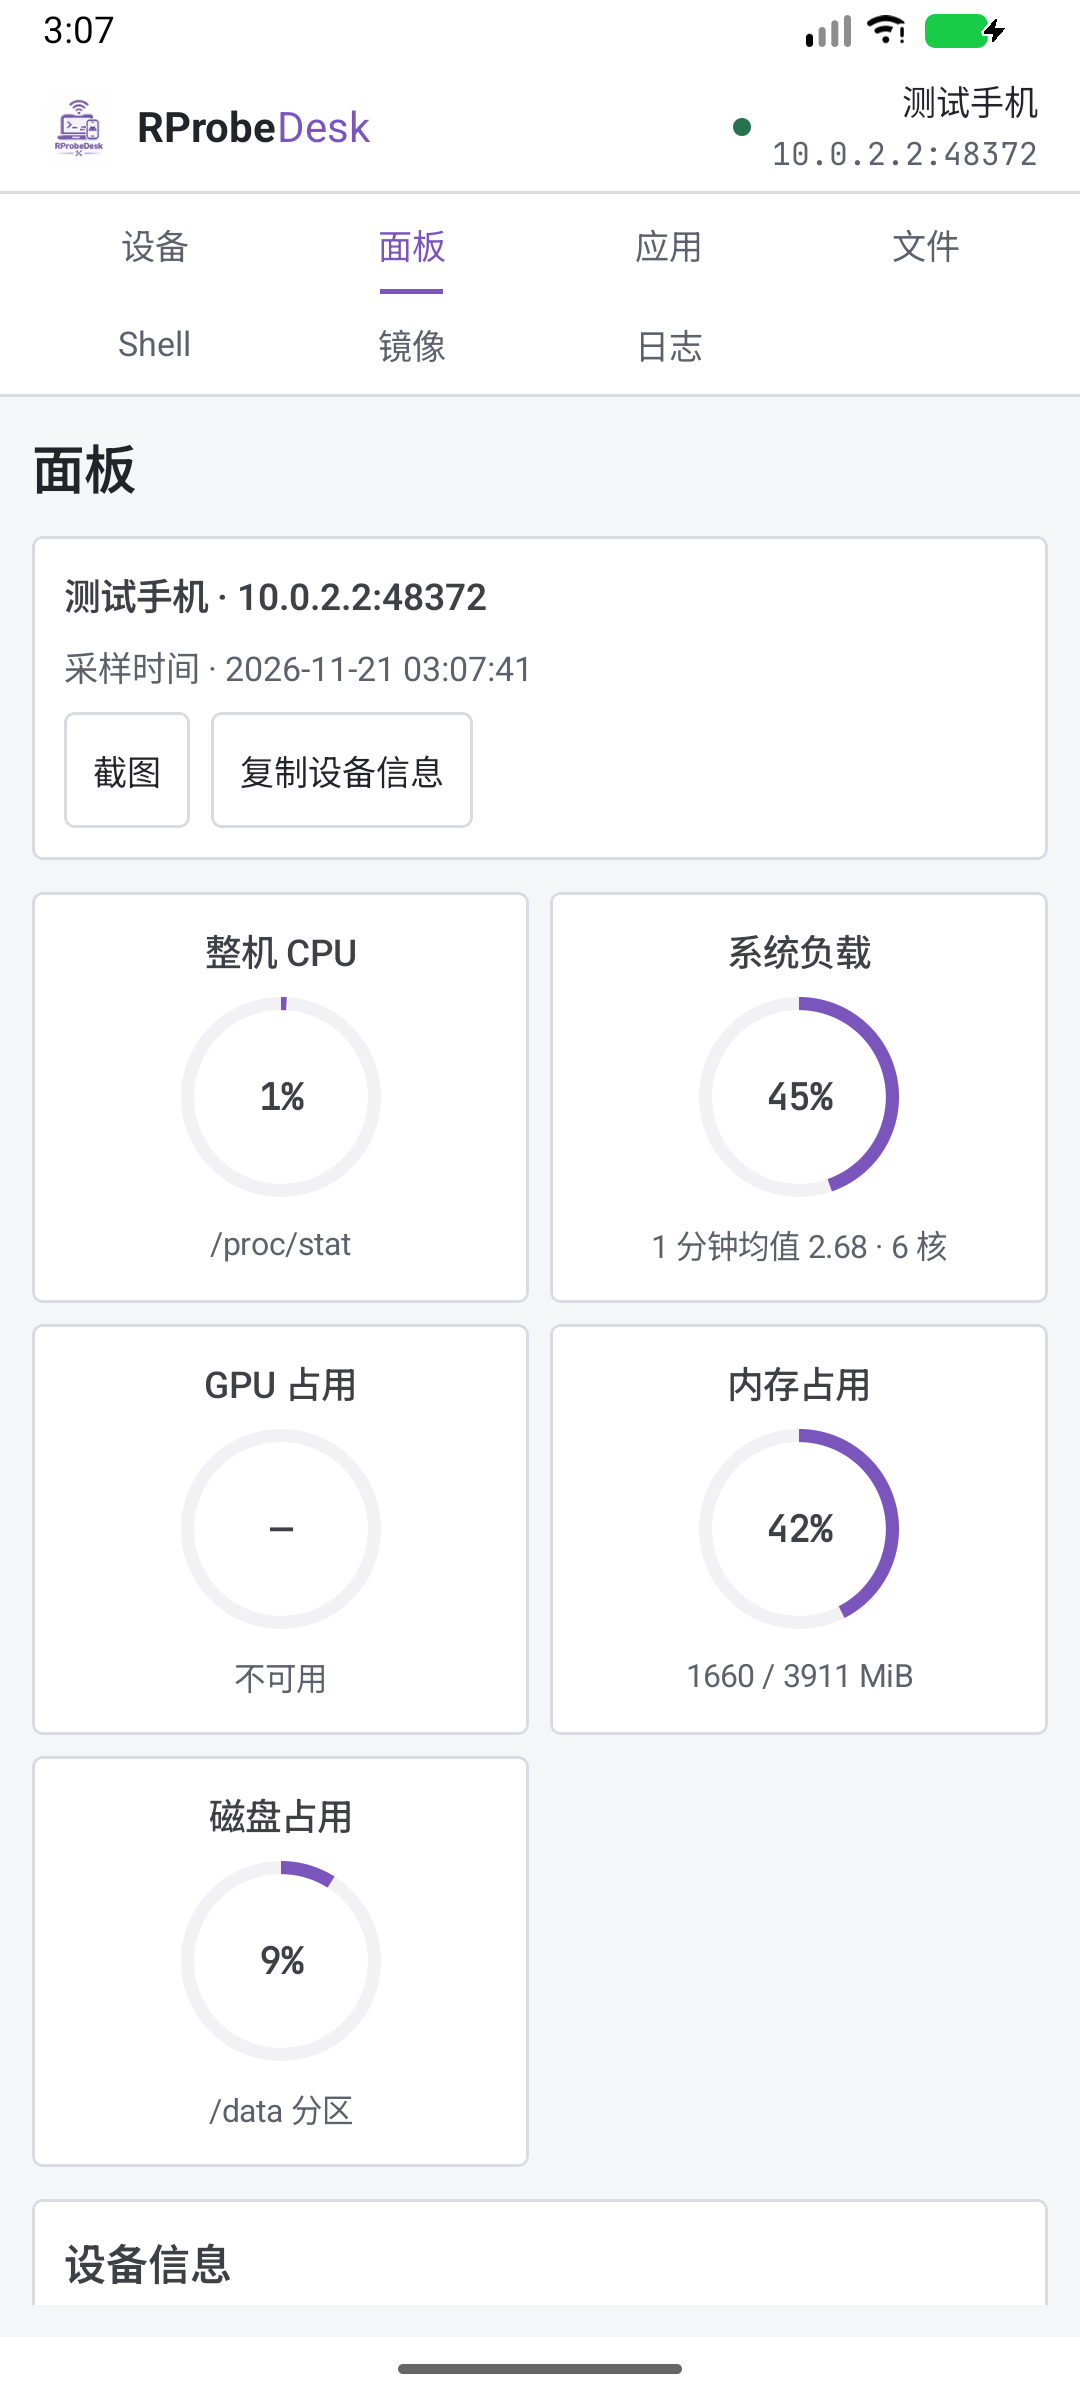 3:07
RProbeDesk
RProbeDesk
测试手机
10.0.2.2:48372
设备
面板
应用
文件
Shell
镜像
日志
面板
测试手机 · 10.0.2.2:48372
采样时间 · 2026-11-21 03:07:41
截图
复制设备信息
整机 CPU
1%
/proc/stat
系统负载
45%
1 分钟均值 2.68 · 6 核
GPU 占用
—
不可用
内存占用
42%
1660 / 3911 MiB
磁盘占用
9%
/data 分区
设备信息